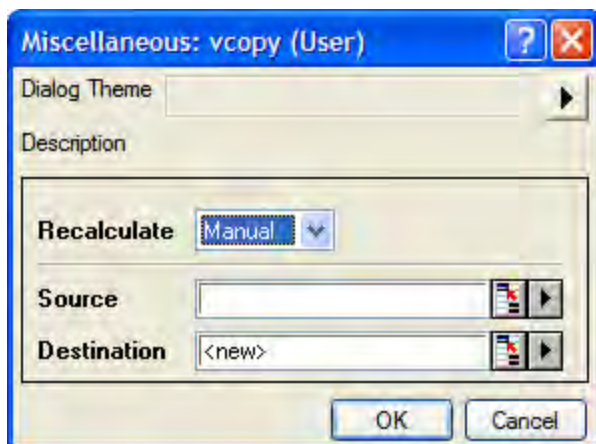 Miscellaneous: vcopy (User)
Dialog Theme
Description
Recalculate Manual
Source
Destination <new>
OK Cancel